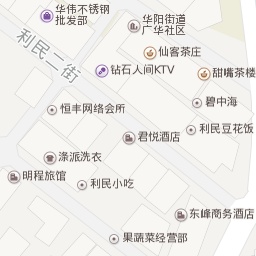 华伟不锈钢
批发部
华阳街道
广华社区
利民二街
仙客茶庄
钻石人间KTV
甜嘴茶楼
碧中海
恒丰网络会所
利民豆花饭
君悦酒店
涤派洗衣
明程旅馆
利民小吃
东峰商务酒店
果蔬菜经营部